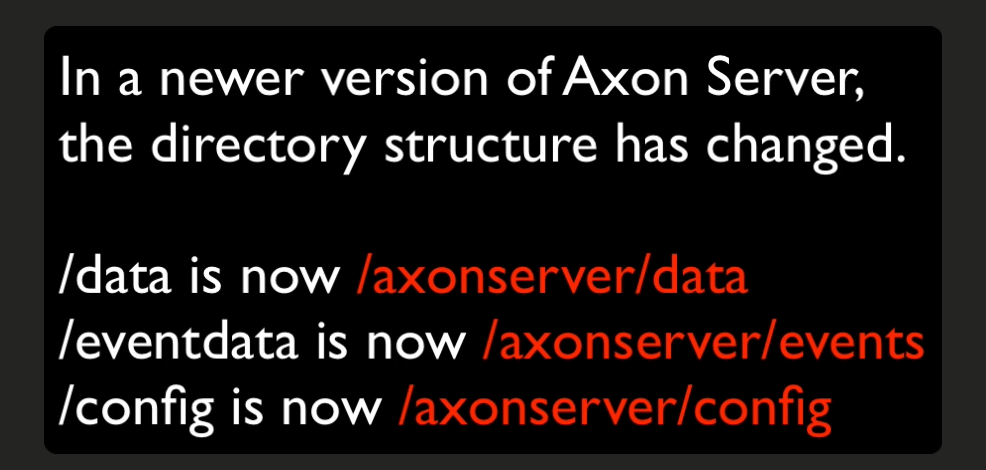 In a newer version of Axon Server,
the directory structure has changed.
/data is now /axonserver/data
/eventdata is now /axonserver/events
/config is now /axonserver/config